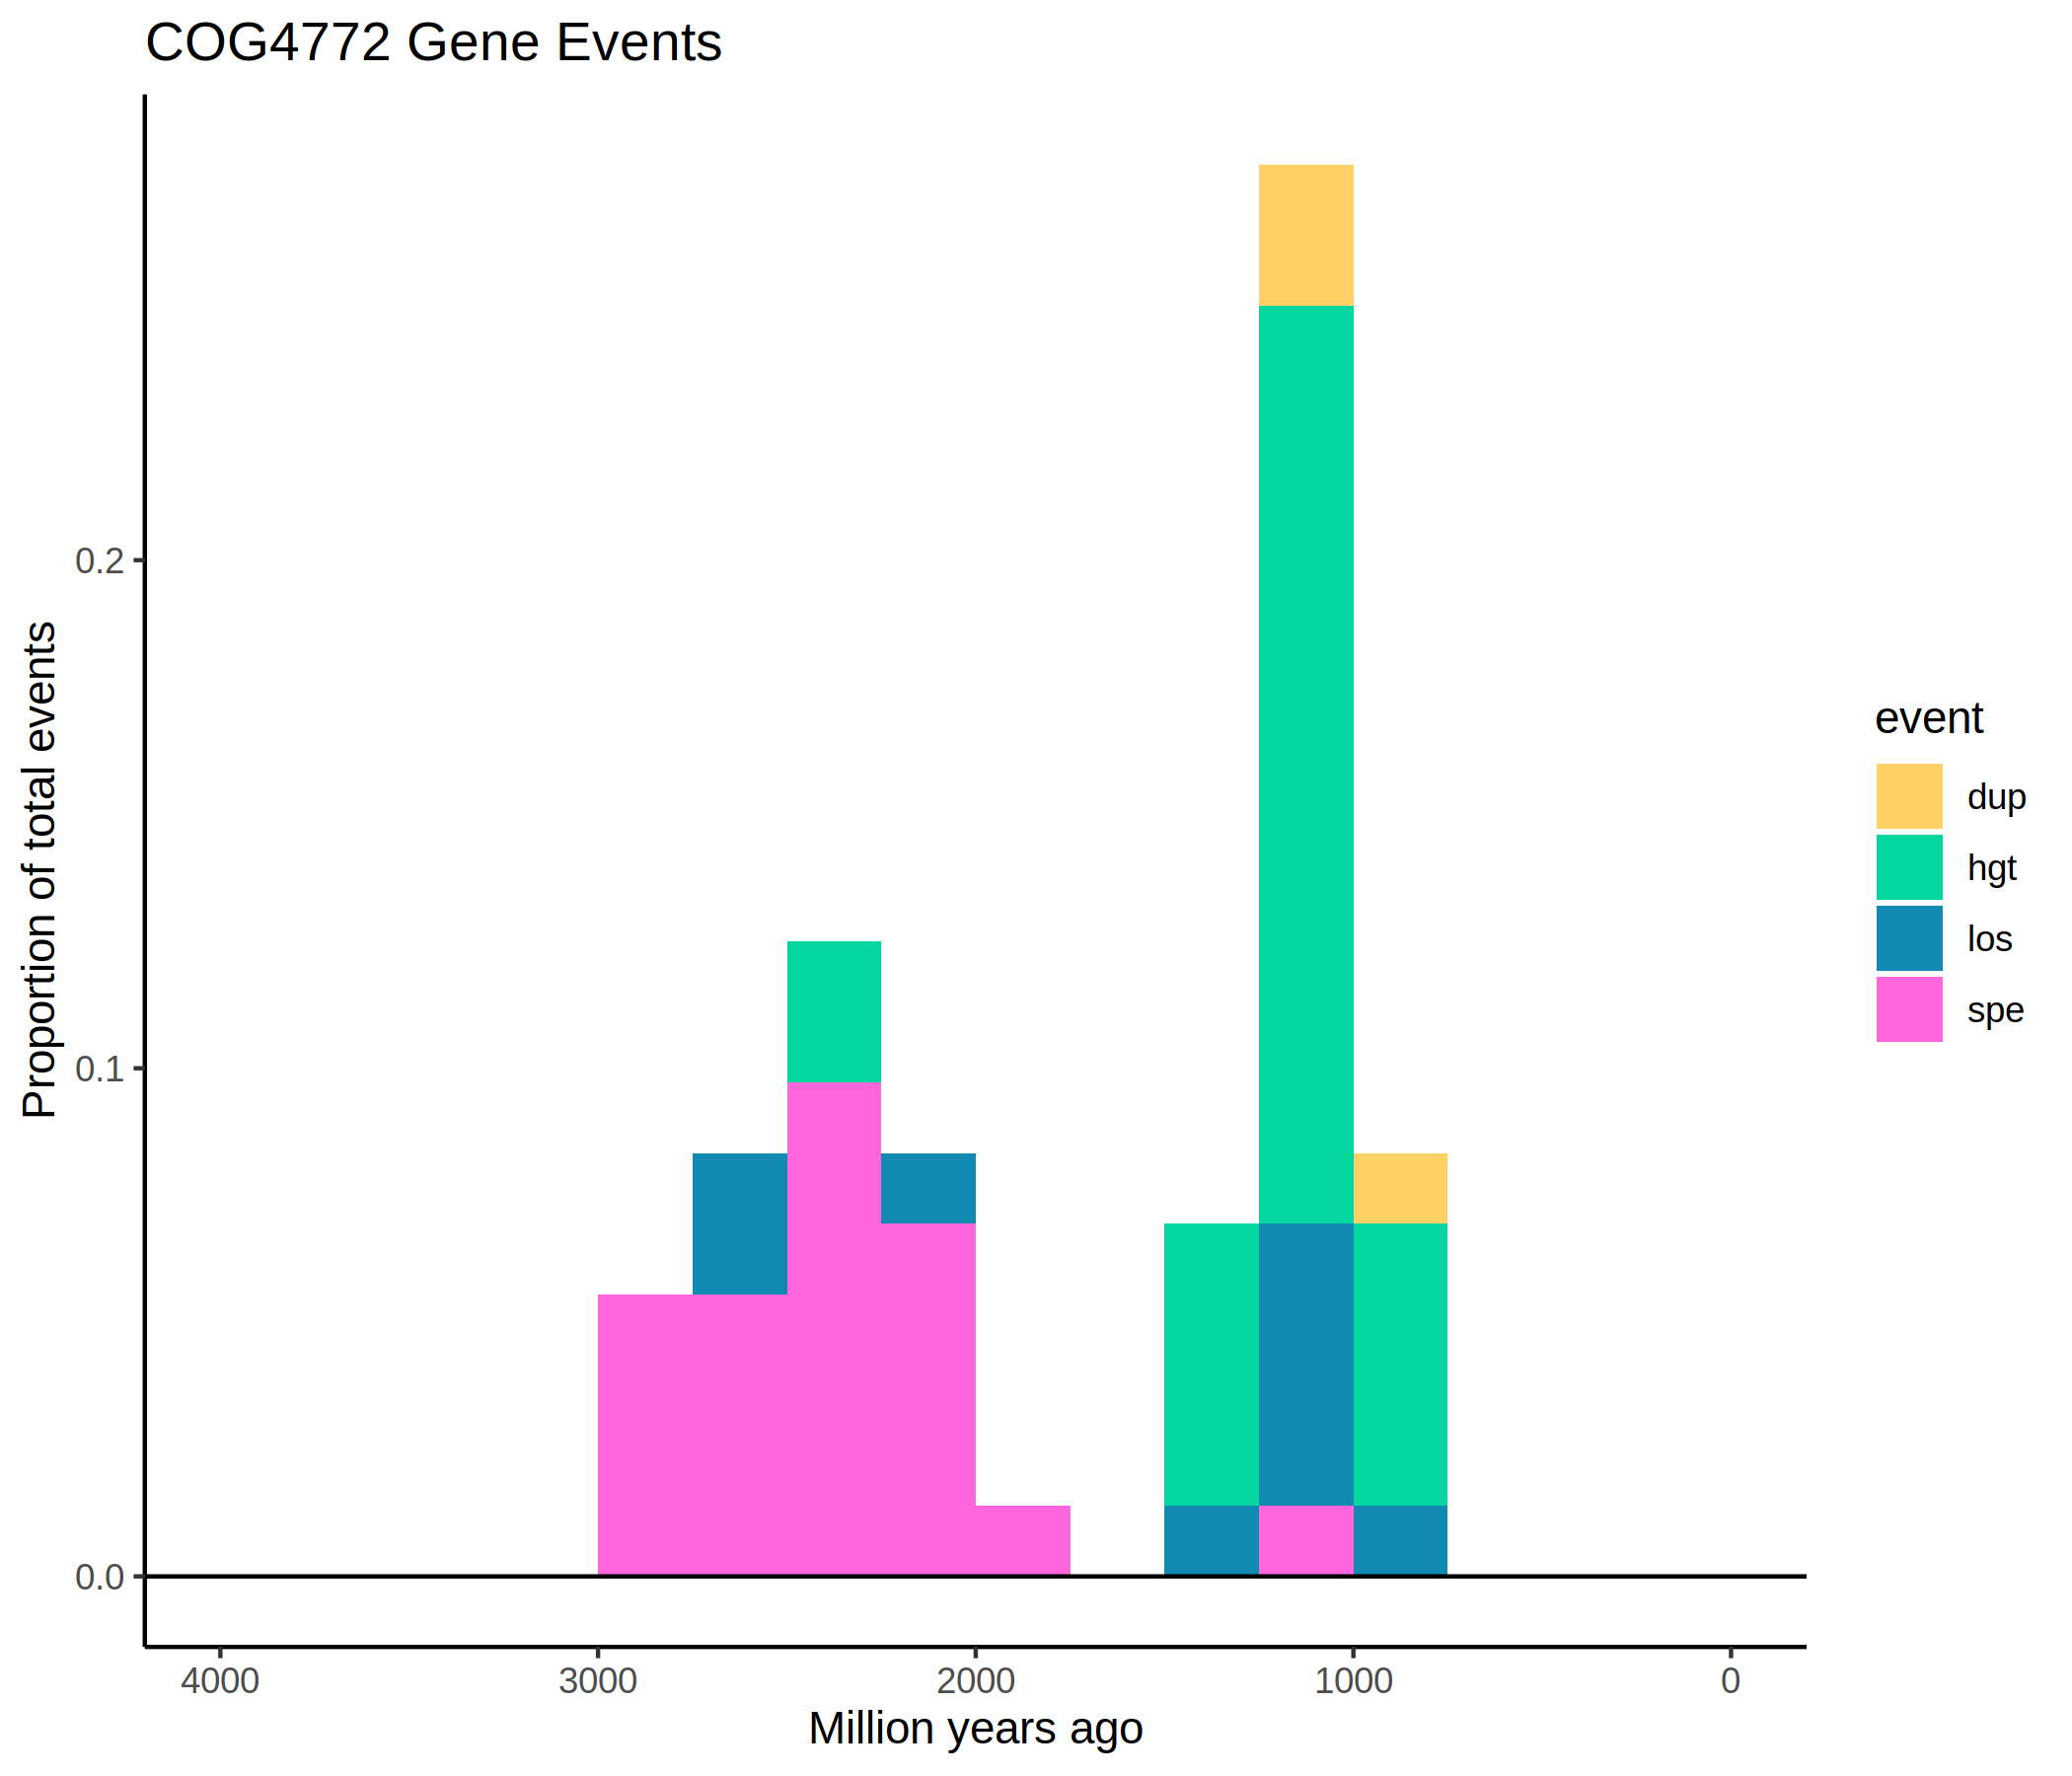 COG4772 Gene Events
Proportion of total events
0.2
0.1
0.0
4000
3000
2000
1000
0
Million years ago
event
dup
hgt
los
spe